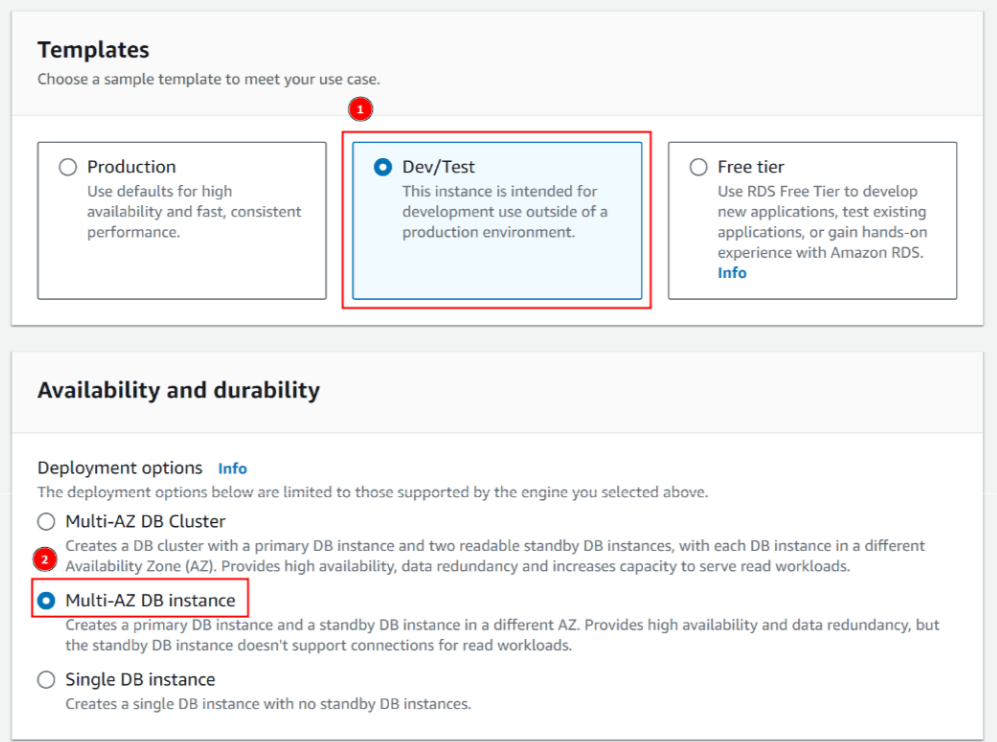 Templates
Choose a sample template to meet your use case.
1
Production
Use defaults for high
availability and fast, consistent
performance.
Dev/Test
This instance is intended for
development use outside of a
production environment.
Free tier
Use RDS Free Tier to develop
new applications, test existing
applications, or gain hands-on
experience with Amazon RDS.
Info
Availability and durability
Deployment options Info
The deployment options below are limited to those supported by the engine you selected above.
Multi-AZ DB Cluster
Creates a DB cluster with a primary DB instance and two readable standby DB instances, with each DB instance in a different
2
Availability Zone (AZ). Provides high availability, data redundancy and increases capacity to serve read workloads.
Multi-AZ DB instance
Creates a primary DB instance and a standby DB instance in a different AZ. Provides high availability and data redundancy, but
the standby DB instance doesn't support connections for read workloads.
Single DB instance
Creates a single DB instance with no standby DB instances.